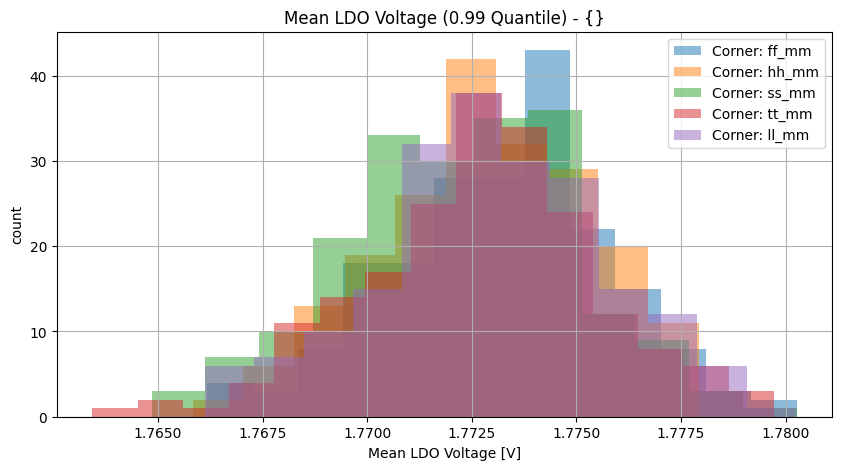 Mean LDO Voltage (0.99 Quantile) - {}
count
40
30
20
10
0
Corner: ff_mm
Corner: hh_mm
Corner: ss_mm
Corner: tt_mm
Corner: ll_mm
1.7650 1.7675 1.7700 1.7725 1.7750 1.7775 1.7800
Mean LDO Voltage [V]